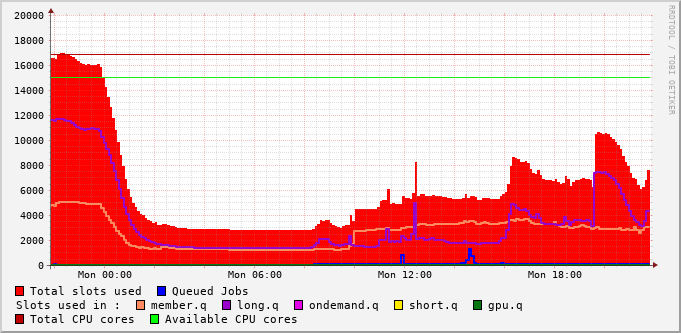 20000
18000
16000
14000
12000
10000
8000
6000
4000
2000
0
Mon 00:00 Mon 06:00 Mon 12:00 Mon 18:00
Total slots used Queued Jobs
Slots used in : member.q long.q ondemand.q short.q gpu.q
Total CPU cores Available CPU cores
RRDTOOL / TOBI OETIKER